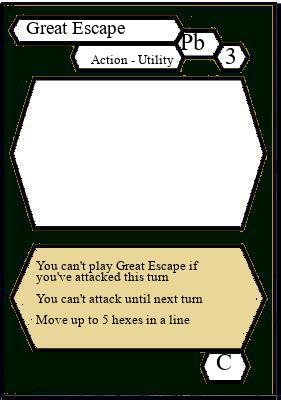 Great Escape
Pb
Action - Utility
3
You can't play Great Escape if
you've attacked this turn
You can't attack until next turn
Move up to 5 hexes in a line
C